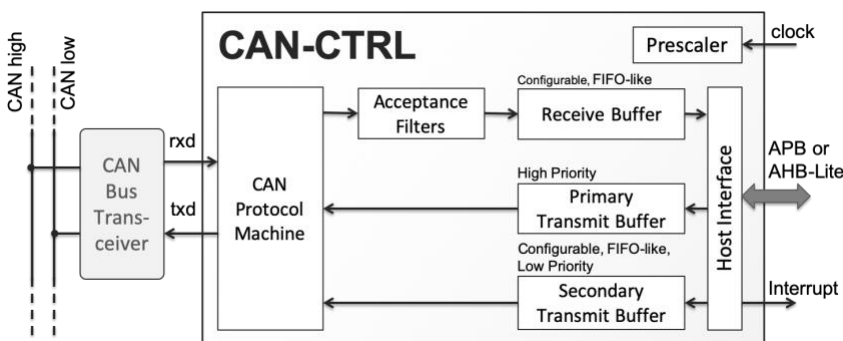 CAN high
CAN low
CAN
Bus
Trans-
ceiver
rxd
txd
CAN-CTRL
Prescaler
clock
CAN
Protocol
Machine
Acceptance
Filters
Configurable, FIFO-like
Receive Buffer
High Priority
Primary
Transmit Buffer
Configurable, FIFO-like,
Low Priority
Secondary
Transmit Buffer
Host Interface
APB or
AHB-Lite
Interrupt